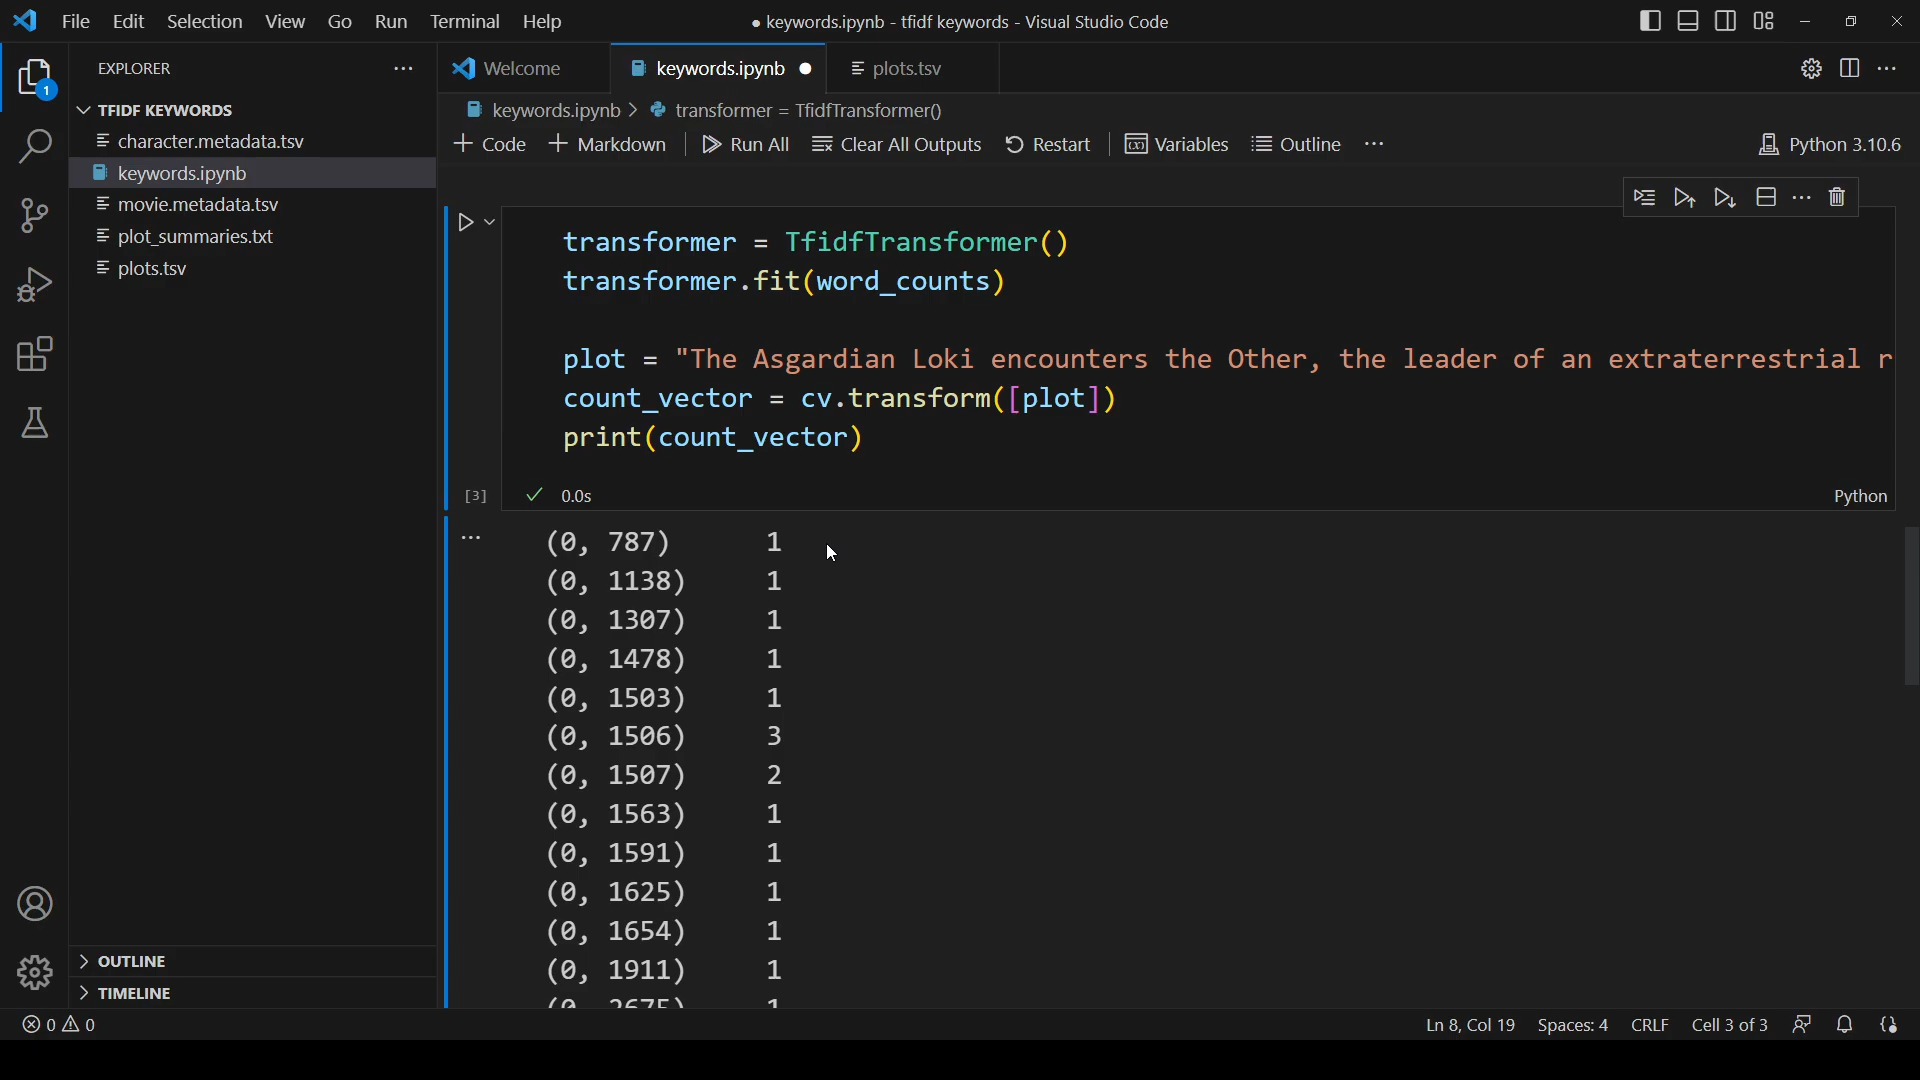 File Edit Selection View Go Run Terminal Help
● keywords.ipynb - tfidf keywords - Visual Studio Code
EXPLORER
1
TFIDF KEYWORDS
character.metadata.tsv
keywords.ipynb
movie.metadata.tsv
plot_summaries.txt
plots.tsv
OUTLINE
TIMELINE
Welcome
keywords.ipynb ●
plots.tsv
keywords.ipynb > transformer = TfidfTransformer()
+ Code + Markdown Run All Clear All Outputs Restart Variables Outline ...
Python 3.10.6
transformer = TfidfTransformer()
transformer.fit(word_counts)
plot = "The Asgardian Loki encounters the Other, the leader of an extraterrestrial r
count_vector = cv.transform([plot])
print(count_vector)
[3] ✓ 0.0s
Python
(0, 787) 1
(0, 1138) 1
(0, 1307) 1
(0, 1478) 1
(0, 1503) 1
(0, 1506) 3
(0, 1507) 2
(0, 1563) 1
(0, 1591) 1
(0, 1625) 1
(0, 1654) 1
(0, 1911) 1
(0, 2675) 1
0 0
Ln 8, Col 19 Spaces: 4 CRLF Cell 3 of 3